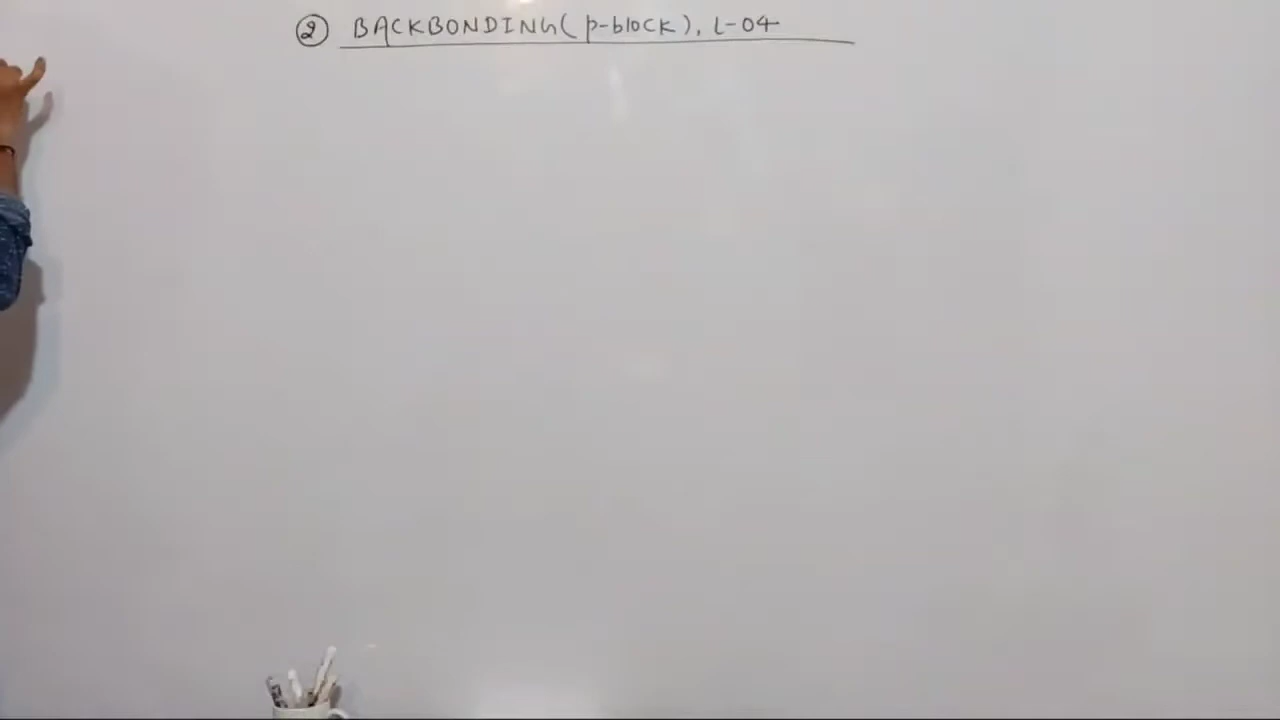 ② BACKBONDING( p-block), L-04